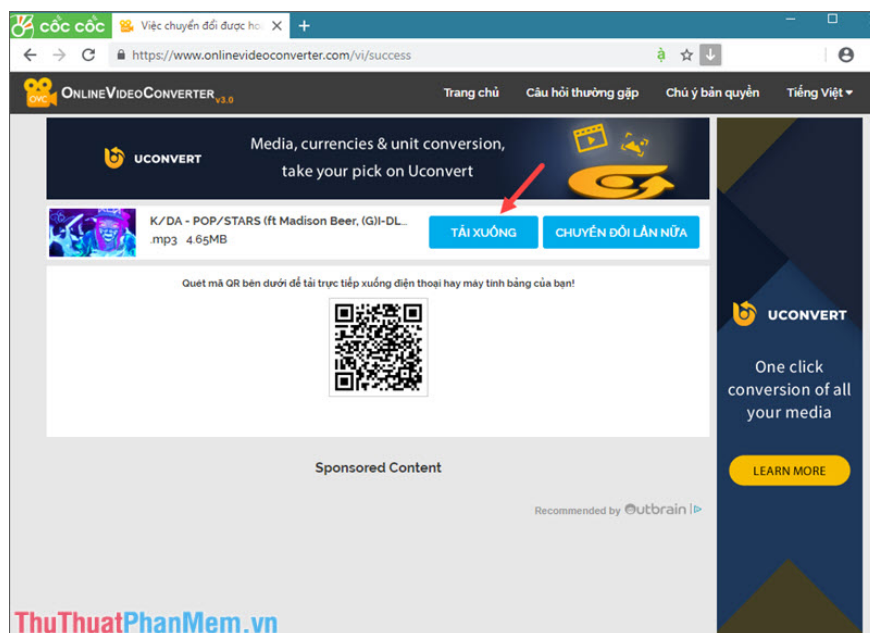 cốc cốc
Việc chuyển đổi được ho
https://www.onlinevideoconverter.com/vi/success
OVC
ONLINEVIDEOCONVERTER v3.0
Trang chủ Câu hỏi thường gặp Chú ý bản quyền Tiếng Việt
UCONVERT
Media, currencies & unit conversion,
take your pick on Uconvert
K/DA - POP/STARS (ft Madison Beer, (G)I-DL...
.mp3 4.65MB
TẢI XUỐNG
CHUYỂN ĐỔI LẦN NỮA
Quét mã QR bên dưới để tải trực tiếp xuống điện thoại hay máy tính bảng của bạn!
UCONVERT
One click
conversion of all
your media
LEARN MORE
Sponsored Content
Recommended by Outbrain
ThuThuatPhanMem.vn